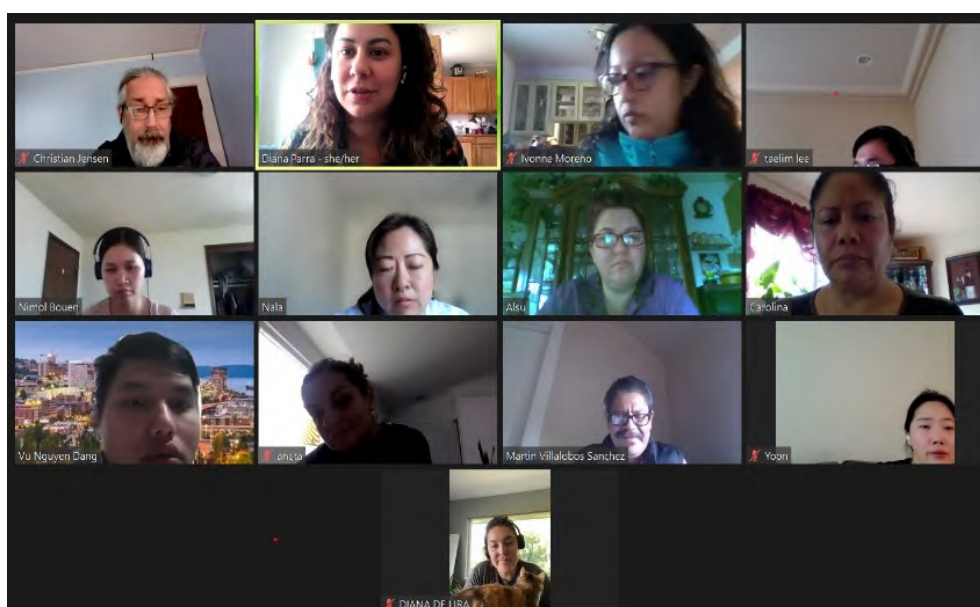 Christian Jensen
Diana Parra - she/her
Ivonne Moreno
taelim lee
Nimol Bouen
Nala
Alsu
Carolina
Vu Nguyen Dang
aneta
Martin Villalobos Sanchez
Yoon
DIANA DE LIRA